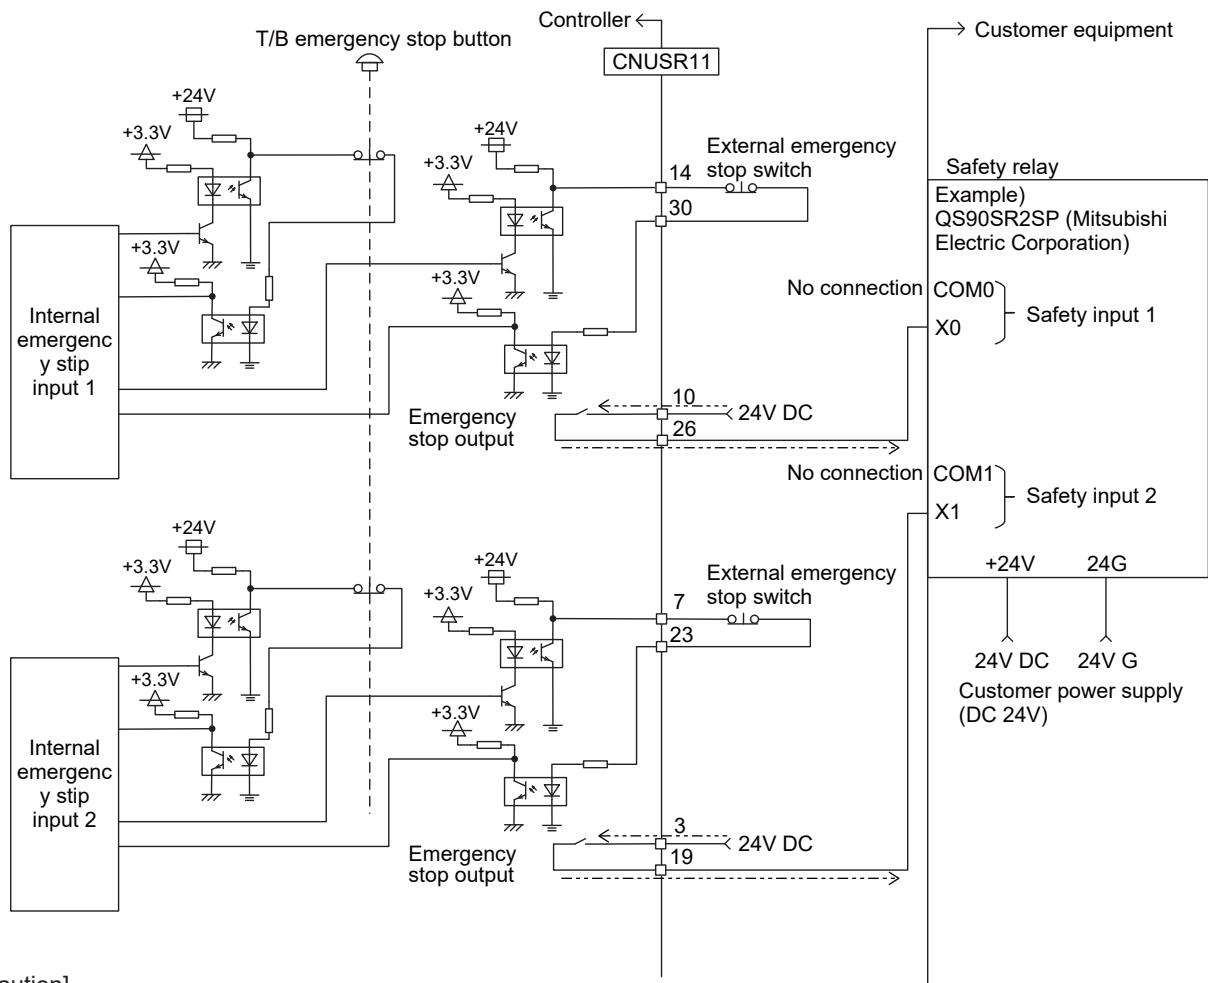 Controller
Customer equipment
T/B emergency stop button
CNUSR11
+24V
+3.3V
+24V
+3.3V
External emergency
stop switch
14
30
Safety relay
Example)
QS90SR2SP (Mitsubishi
Electric Corporation)
+3.3V
+3.3V
Internal
emergenc
y stip
input 1
No connection
COM0
X0
Safety input 1
Emergency
stop output
10
24V DC
26
No connection
COM1
X1
Safety input 2
+24V
+3.3V
+24V
+3.3V
External emergency
stop switch
7
23
+24V
24G
24V DC
24V G
Customer power supply
(DC 24V)
+3.3V
+3.3V
Internal
emergenc
y stip
input 2
Emergency
stop output
3
24V DC
19
aution]